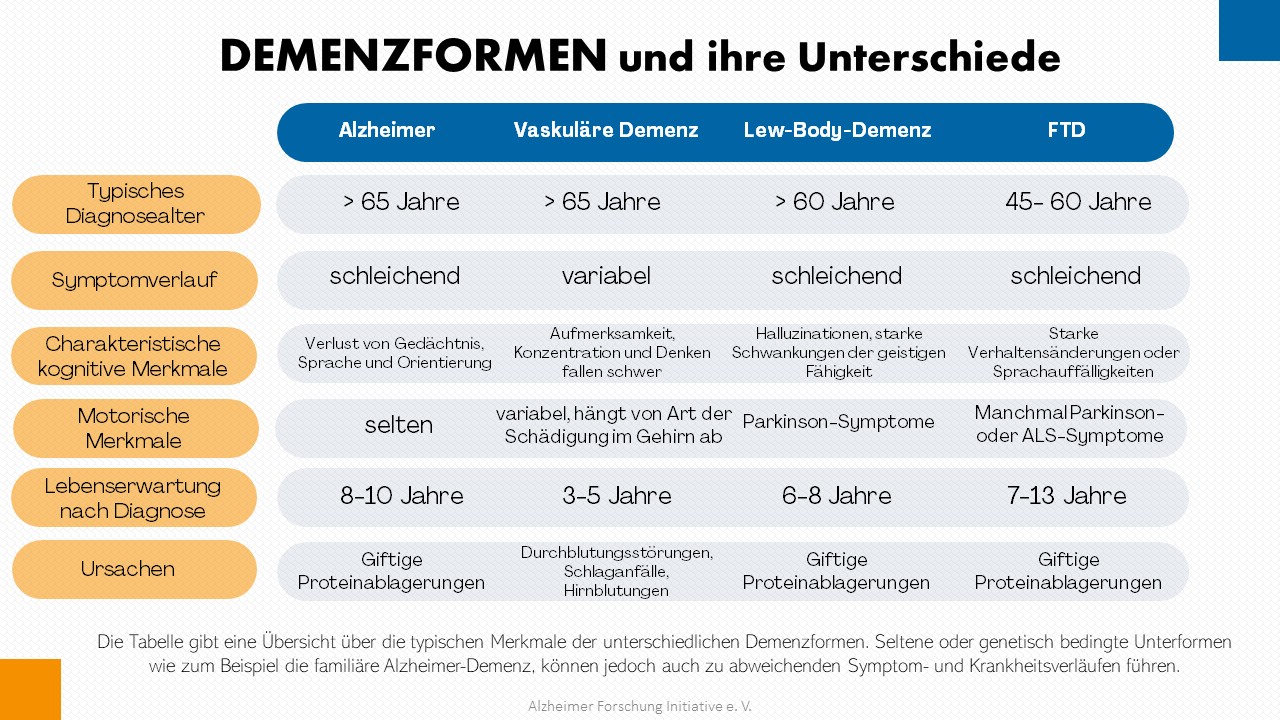 DEMENZFORMEN und ihre Unterschiede
Alzheimer Vaskuläre Demenz Lew-Body-Demenz FTD
Typisches
Diagnosealter
> 65 Jahre > 65 Jahre > 60 Jahre 45- 60 Jahre
Symptomverlauf
schleichend variabel schleichend schleichend
Charakteristische
kognitive Merkmale
Verlust von Gedächtnis,
Sprache und Orientierung
Aufmerksamkeit,
Konzentration und Denken
fallen schwer
Halluzinationen, starke
Schwankungen der geistigen
Fähigkeit
Starke
Verhaltensänderungen oder
Sprachauffälligkeiten
Motorische
Merkmale
selten
variabel, hängt von Art der
Schädigung im Gehirn ab
Parkinson-Symptome
Manchmal Parkinson-
oder ALS-Symptome
Lebenserwartung
nach Diagnose
8-10 Jahre 3-5 Jahre 6-8 Jahre 7-13 Jahre
Ursachen
Giftige
Proteinablagerungen
Durchblutungsstörungen,
Schlaganfälle,
Hirnblutungen
Giftige
Proteinablagerungen
Giftige
Proteinablagerungen
Die Tabelle gibt eine Übersicht über die typischen Merkmale der unterschiedlichen Demenzformen. Seltene oder genetisch bedingte Unterformen
wie zum Beispiel die familiäre Alzheimer-Demenz, können jedoch auch zu abweichenden Symptom- und Krankheitsverläufen führen.
Alzheimer Forschung Initiative e. V.